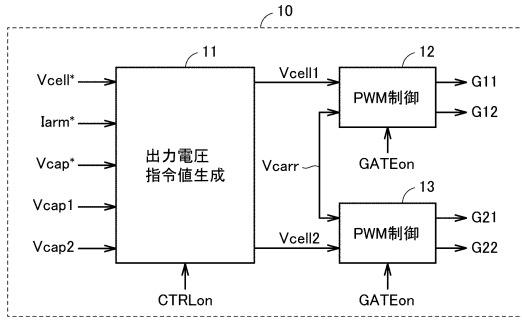 10
11
12
13
Vcell*
Iarm*
Vcap*
Vcap1
Vcap2
出力電圧
指令値生成
CTRLon
Vcell1
Vcarr
Vcell2
PWM制御
GATEon
G11
G12
PWM制御
GATEon
G21
G22